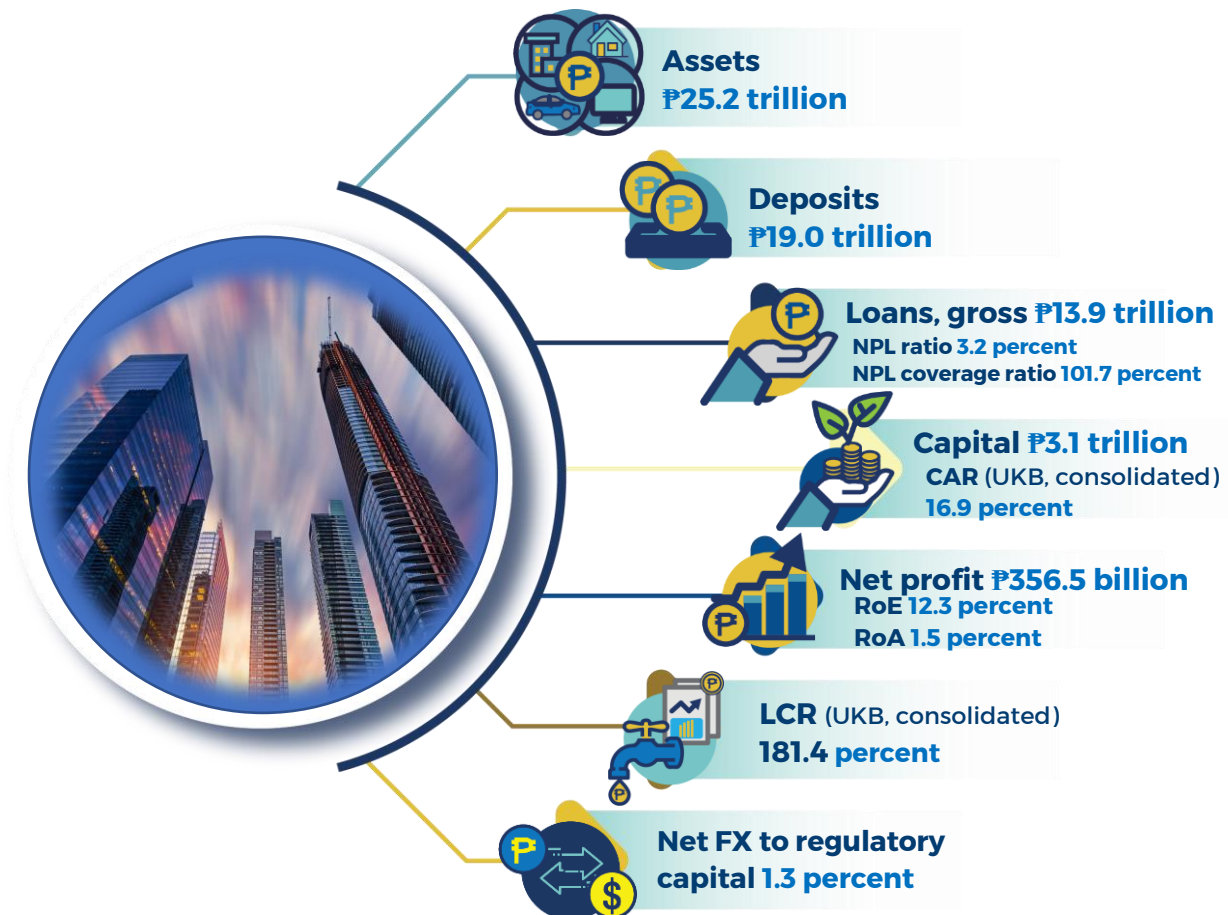 Assets
₱25.2 trillion
Deposits
₱19.0 trillion
Loans, gross ₱13.9 trillion
NPL ratio 3.2 percent
NPL coverage ratio 101.7 percent
Capital ₱3.1 trillion
CAR (UKB, consolidated)
16.9 percent
Net profit ₱356.5 billion
RoE 12.3 percent
RoA 1.5 percent
LCR (UKB, consolidated)
181.4 percent
Net FX to regulatory
capital 1.3 percent